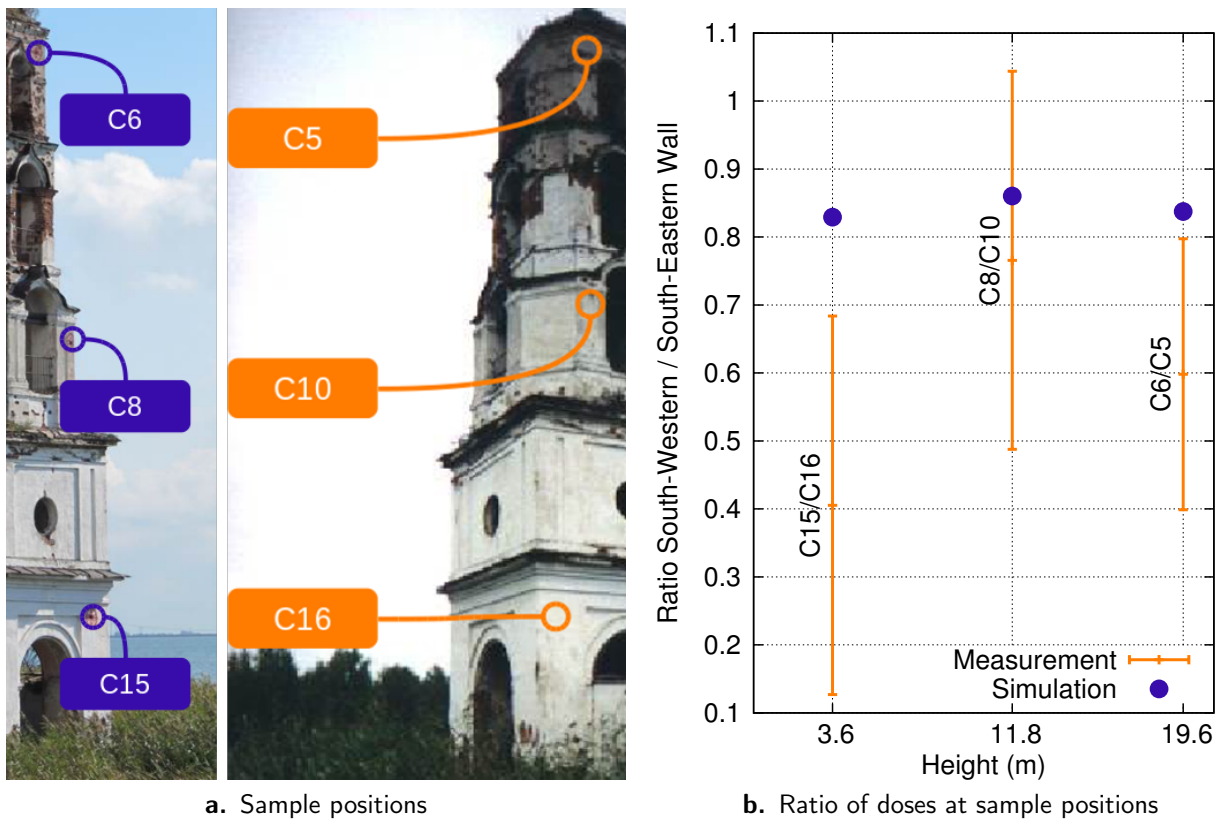 C6
C5
C8
C10
C15
C16
a. Sample positions
Ratio South-Western / South-Eastern Wall
1.1
1
0.9
0.8
0.7
0.6
0.5
0.4
0.3
0.2
0.1
C15/C16
C8/C10
C6/C5
Measurement
Simulation
3.6 11.8 19.6
Height (m)
b. Ratio of doses at sample positions